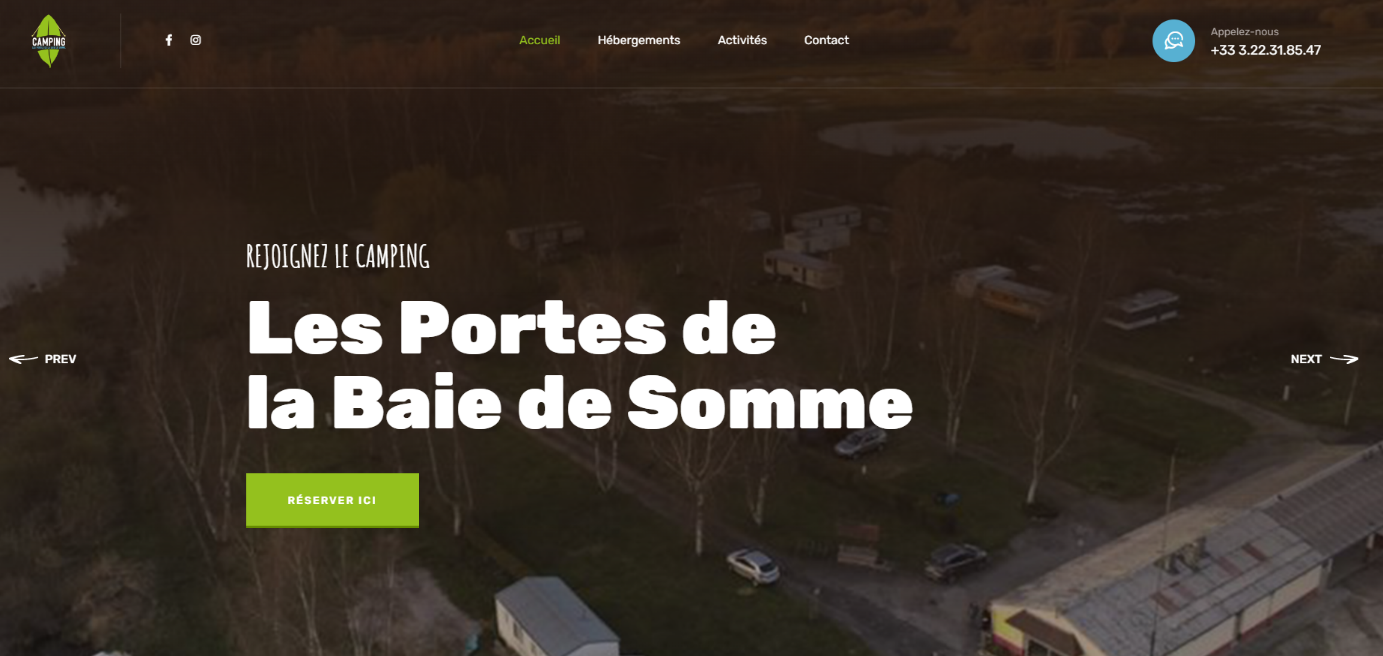 CAMPING
Accueil
Hébergements
Activités
Contact
Appelez-nous
+33 3.22.31.85.47
REJOIGNEZ LE CAMPING
Les Portes de
la Baie de Somme
PREV
NEXT
RÉSERVER ICI